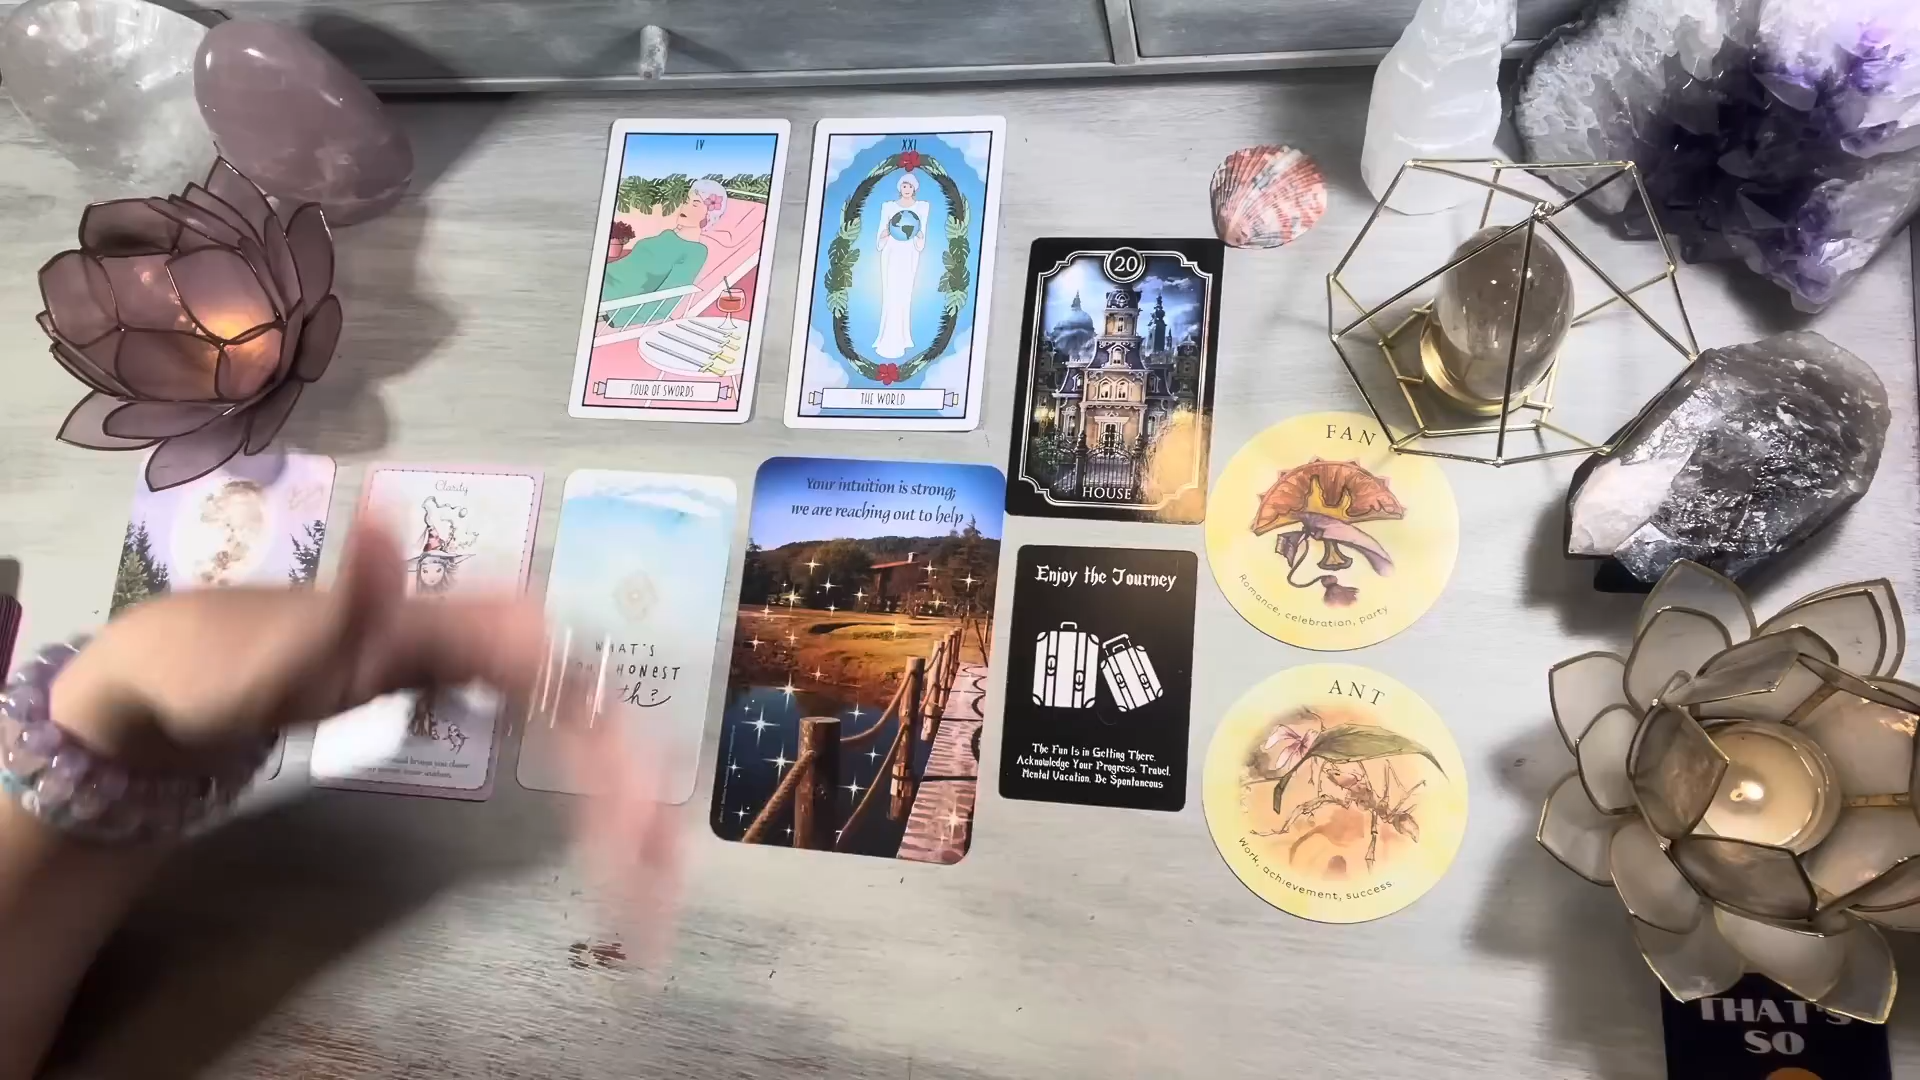 IV
FOUR OF SWORDS
XXI
THE WORLD
20
HOUSE
FAN
Romance, celebration, party
Clarity
WHAT'S
HONEST
th?
Your intuition is strong;
we are reaching out to help
Enjoy the Journey
The Fun Is in Getting There.
Acknowledge Your Progress. Travel.
Mental Vacation. Be Spontaneous
ANT
Work, achievement, success
THAT'S
SO